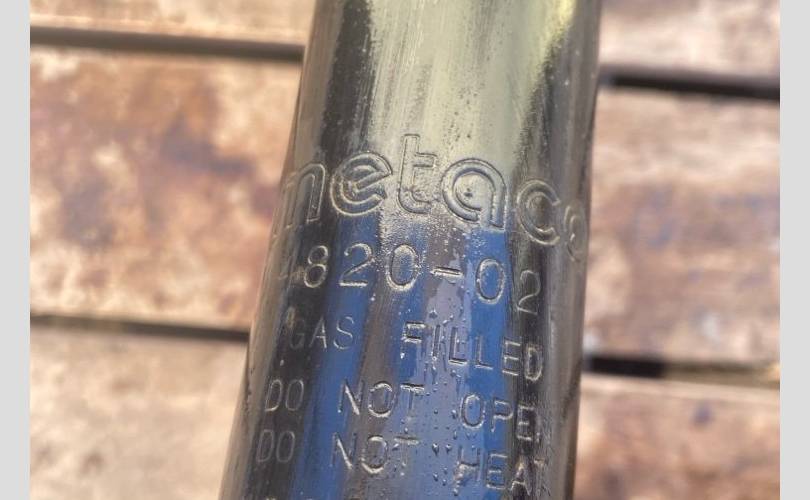 metaco
4820-02
GAS FILLED
DO NOT OPEN
DO NOT HEAT